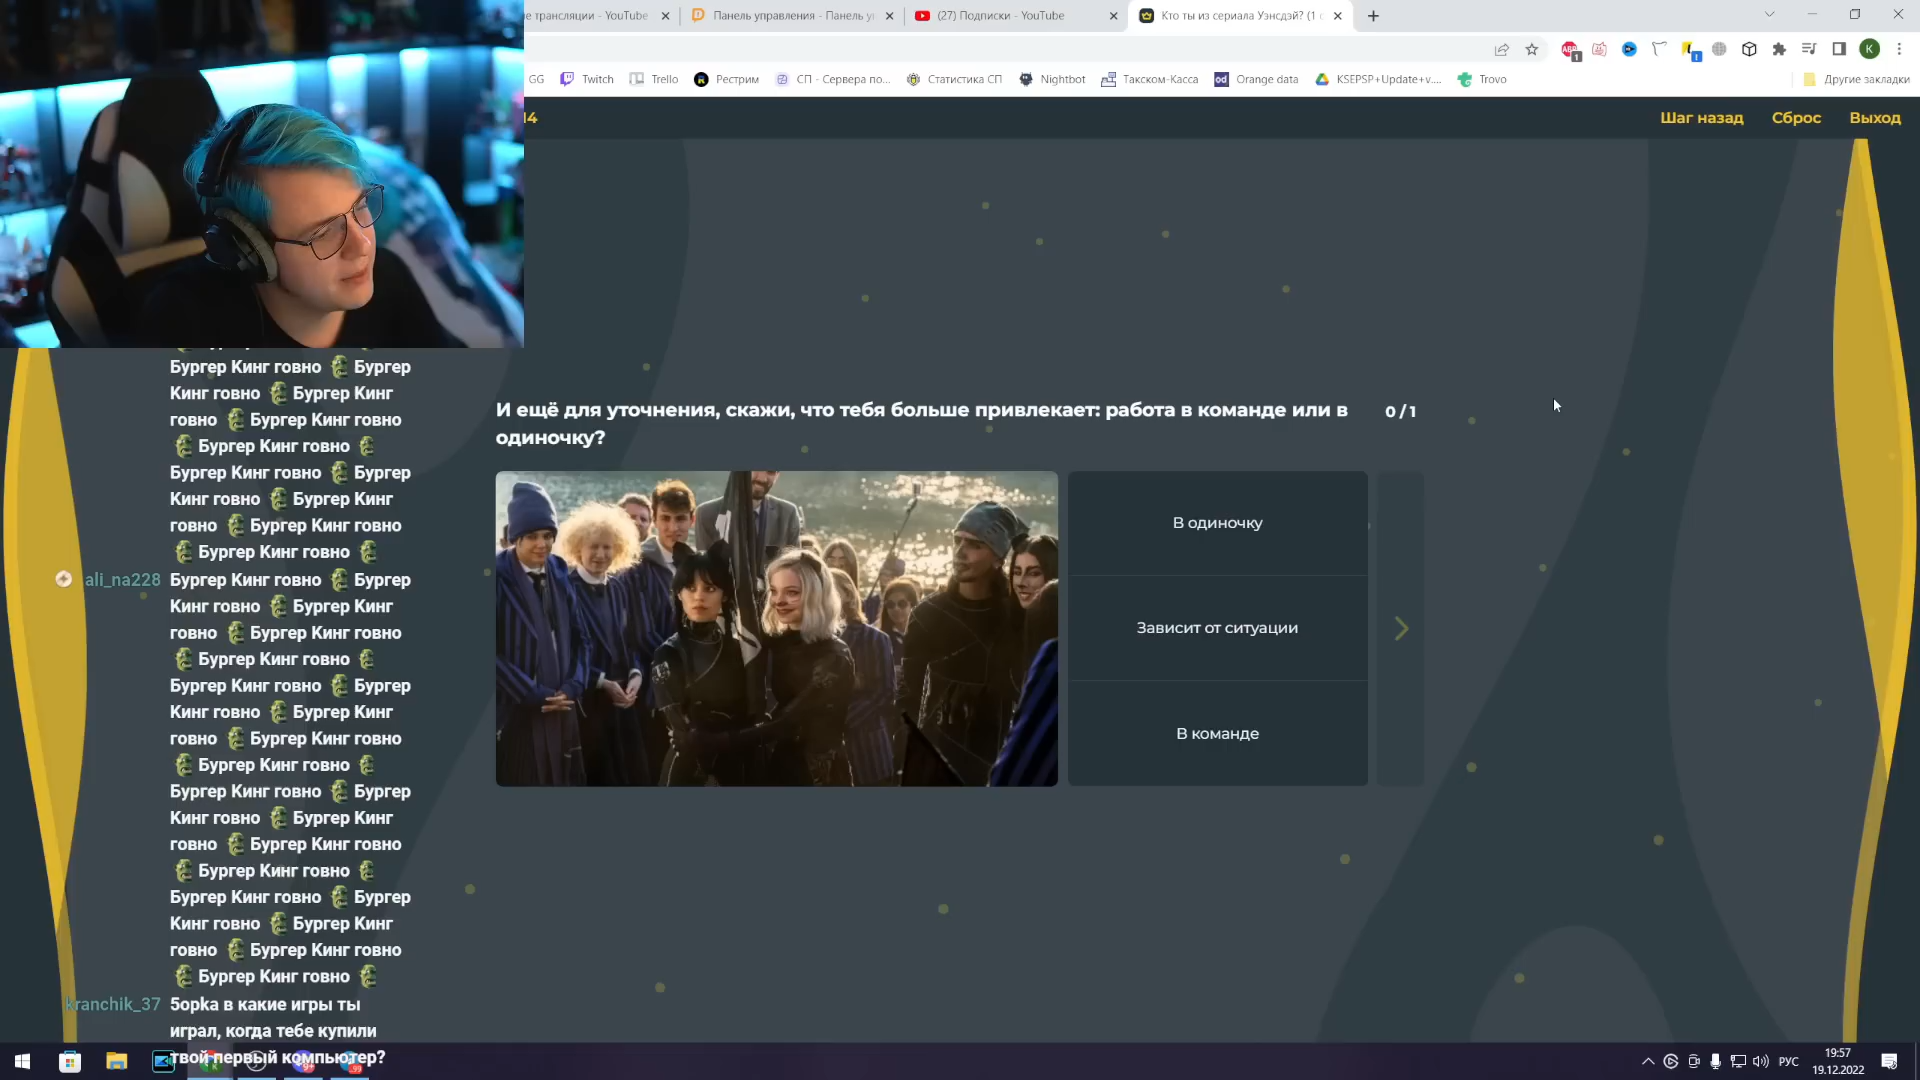 е трансляции - YouTube
Панель управления - Панель у
(27) Подписки - YouTube
Кто ты из сериала Уэнсдэй? (1
GG
Twitch
Trello
Рестрим
СП - Сервера по...
Статистика СП
Nightbot
Такском-Касса
Orange data
KSEPSP+Update+v....
Trovo
Другие закладки
14
Шаг назад
Сброс
Выход
И ещё для уточнения, скажи, что тебя больше привлекает: работа в команде или в
одиночку?
0 / 1
В одиночку
Зависит от ситуации
В команде
Бургер Кинг говно Бургер
Кинг говно Бургер Кинг
говно Бургер Кинг говно
Бургер Кинг говно
Бургер Кинг говно Бургер
Кинг говно Бургер Кинг
говно Бургер Кинг говно
Бургер Кинг говно
ali_na228 Бургер Кинг говно Бургер
Кинг говно Бургер Кинг
говно Бургер Кинг говно
Бургер Кинг говно
Бургер Кинг говно Бургер
Кинг говно Бургер Кинг
говно Бургер Кинг говно
Бургер Кинг говно
Бургер Кинг говно Бургер
Кинг говно Бургер Кинг
говно Бургер Кинг говно
Бургер Кинг говно
Бургер Кинг говно Бургер
Кинг говно Бургер Кинг
говно Бургер Кинг говно
Бургер Кинг говно
kranchik_37 5opka в какие игры ты
играл, когда тебе купили
твой первый компьютер?
РУС
19:57
19.12.2022